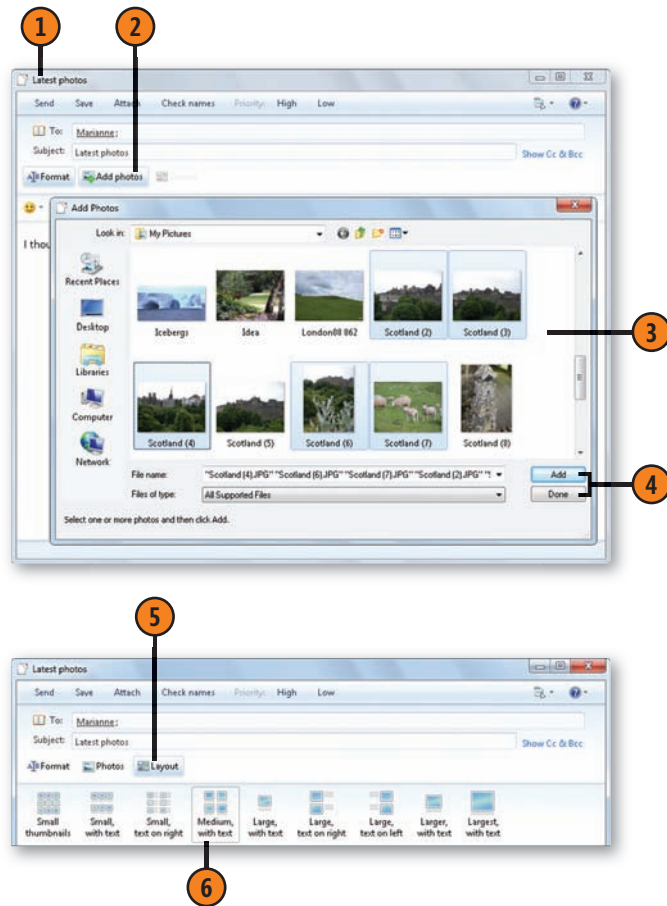 1
2
Latest photos
Send Save Attach Check names Priority: High Low
To: Marianne;
Subject: Latest photos
Show Cc & Bcc
Format Add photos
I thou
Add Photos
Look in: My Pictures
Recent Places
Desktop
Libraries
Computer
Network
Icebergs Idea London08 062 Scotland (2) Scotland (3)
3
Scotland (4) Scotland (5) Scotland (6) Scotland (7) Scotland (8)
File name: "Scotland (4).JPG" "Scotland (6).JPG" "Scotland (7).JPG" "Scotland (2).JPG" "S
Add
4
Files of type: All Supported Files
Done
Select one or more photos and then click Add.
5
Latest photos
Send Save Attach Check names Priority: High Low
To: Marianne;
Subject: Latest photos
Show Cc & Bcc
Format Photos Layout
Small thumbnails
Small, with text
Small, text on right
Medium, with text
Large, with text
Large, text on right
Large, text on left
Larger, with text
Largest, with text
6